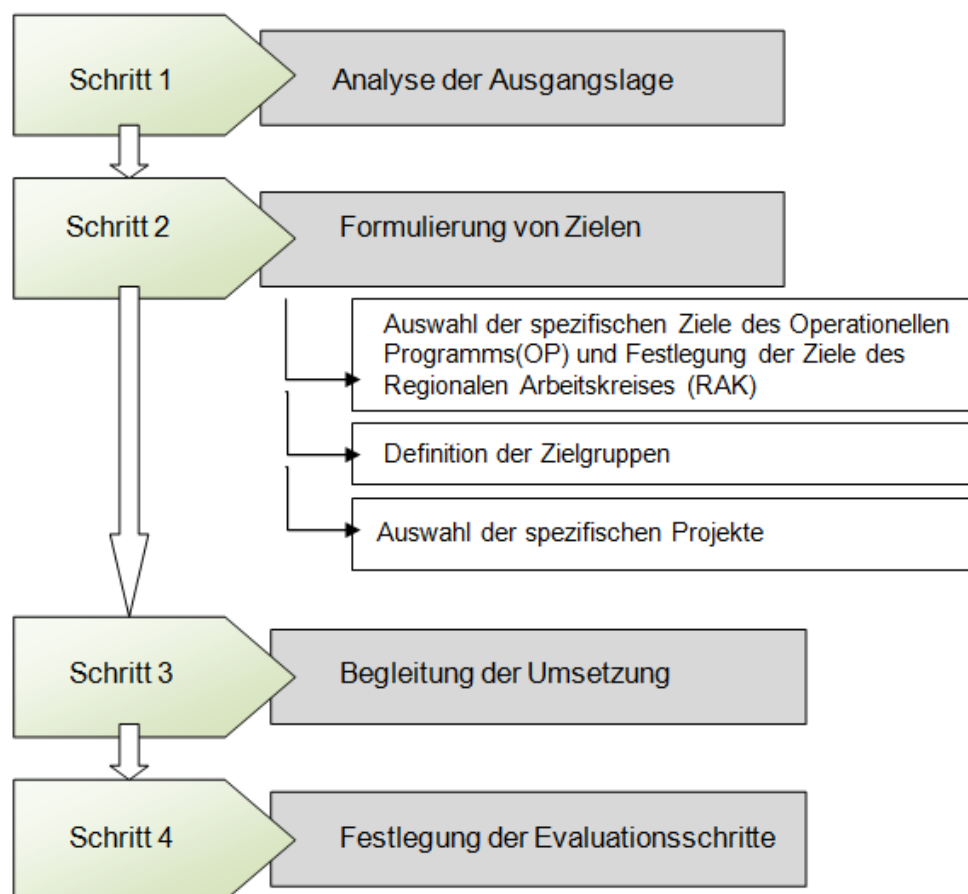 Schritt 1
Analyse der Ausgangslage
Schritt 2
Formulierung von Zielen
Auswahl der spezifischen Ziele des Operationellen
Programms(OP) und Festlegung der Ziele des
Regionalen Arbeitskreises (RAK)
Definition der Zielgruppen
Auswahl der spezifischen Projekte
Schritt 3
Begleitung der Umsetzung
Schritt 4
Festlegung der Evaluationsschritte